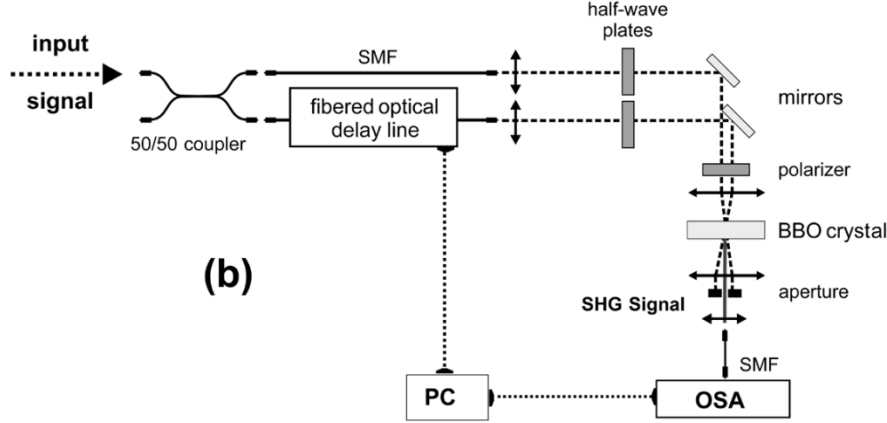 input
signal
50/50 coupler
SMF
fibered optical
delay line
half-wave
plates
mirrors
polarizer
BBO crystal
aperture
SHG Signal
SMF
(b)
PC
OSA